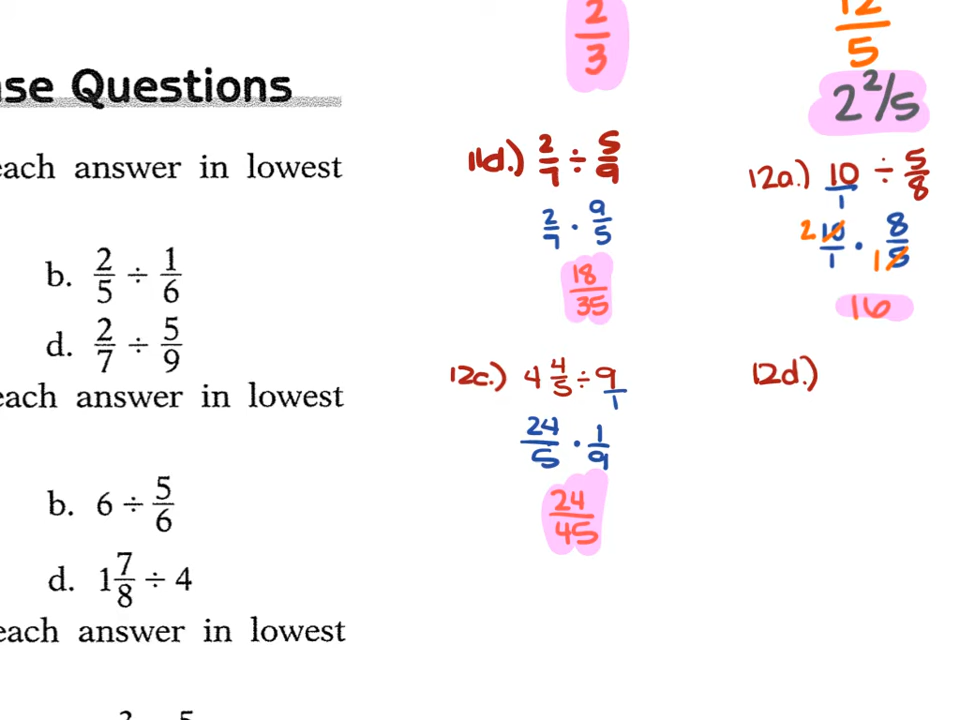 2/3
12/5
2 2/5
se Questions
each answer in lowest
b. 2/5 ÷ 1/6
d. 2/7 ÷ 5/9
each answer in lowest
b. 6 ÷ 5/6
d. 1 7/8 ÷ 4
each answer in lowest
11d.) 2/7 ÷ 5/9
2/7 · 9/5
18/35
12a.) 10/1 ÷ 5/8
2 10/1 · 8/5 1
16
12c.) 4 4/5 ÷ 9/1
24/5 · 1/9
24/45
12d.)